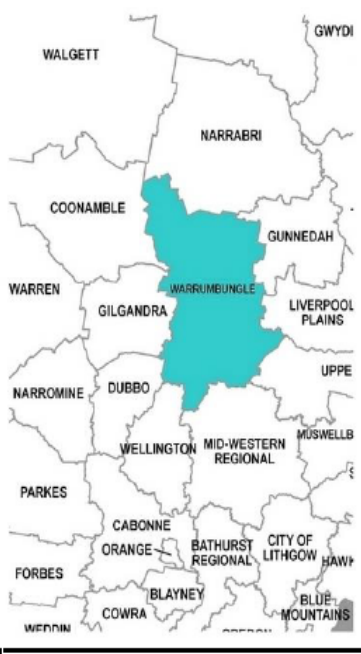 GWYDI
WALGETT
NARRABRI
COONAMBLE
GUNNEDAH
WARRUMBUNGLE
WARREN
GILGANDRA
LIVERPOOL
PLAINS
UPPE
DUBBO
NARROMINE
WELLINGTON
MID-WESTERN
REGIONAL
MUSWELLB
PARKES
CABONNE
ORANGE
BATHURST
REGIONAL
CITY OF
LITHGOW
HAWK
FORBES
BLAYNEY
BLUE
MOUNTAINS
COWRA
WEDDIN